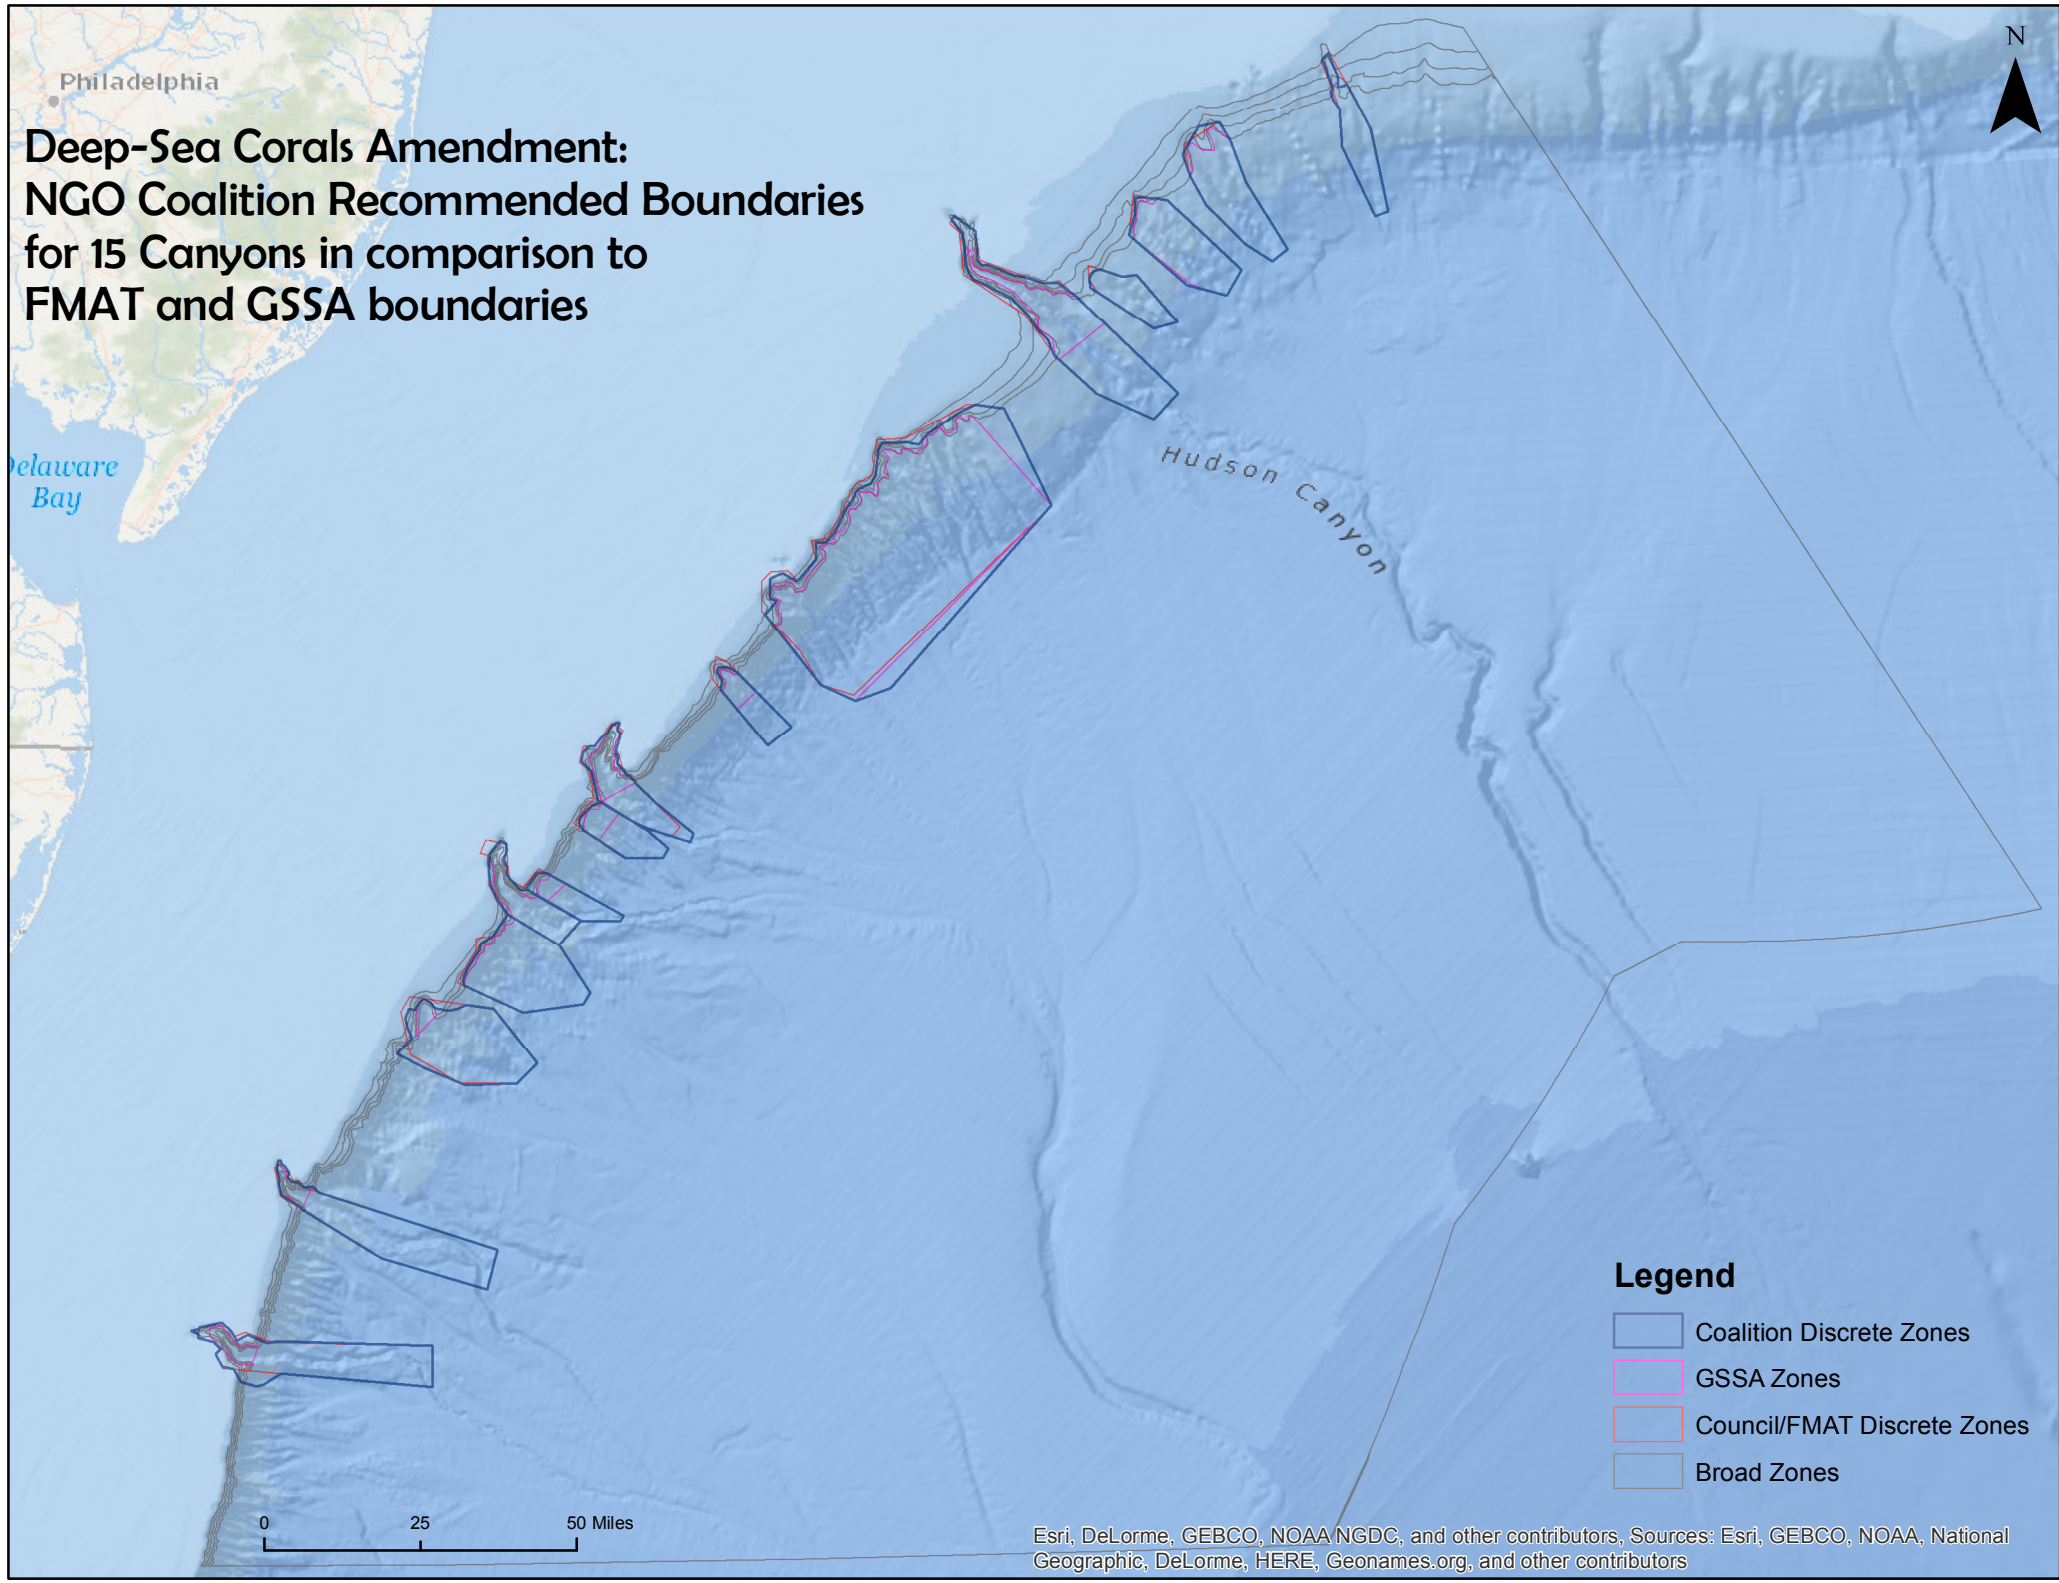 N
Philadelphia
Deep-Sea Corals Amendment:
NGO Coalition Recommended Boundaries
for 15 Canyons in comparison to
FMAT and GSSA boundaries
elaware
Bay
Hudson Canyon
Legend
Coalition Discrete Zones
GSSA Zones
Council/FMAT Discrete Zones
Broad Zones
0 25 50 Miles
Esri, DeLorme, GEBCO, NOAA NGDC, and other contributors, Sources: Esri, GEBCO, NOAA, National
Geographic, DeLorme, HERE, Geonames.org, and other contributors